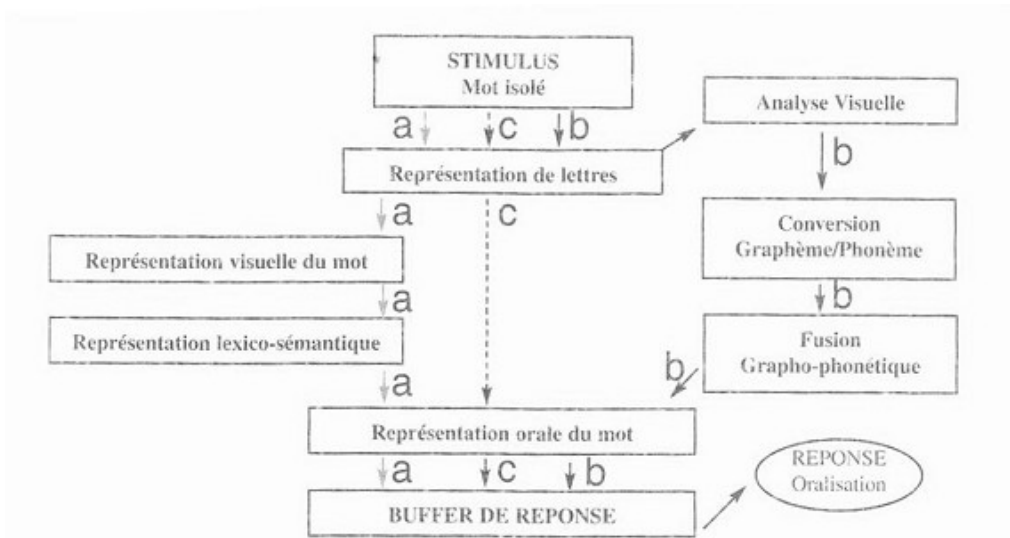 STIMULUS
Mot isolé
Analyse Visuelle
a
c
b
Représentation de lettres
b
a
c
Conversion
Graphème/Phonème
Représentation visuelle du mot
a
b
Représentation lexico-sémantique
Fusion
Grapho-phonétique
b
a
Représentation orale du mot
REPONSE
Oralisation
a
c
b
BUFFER DE REPONSE